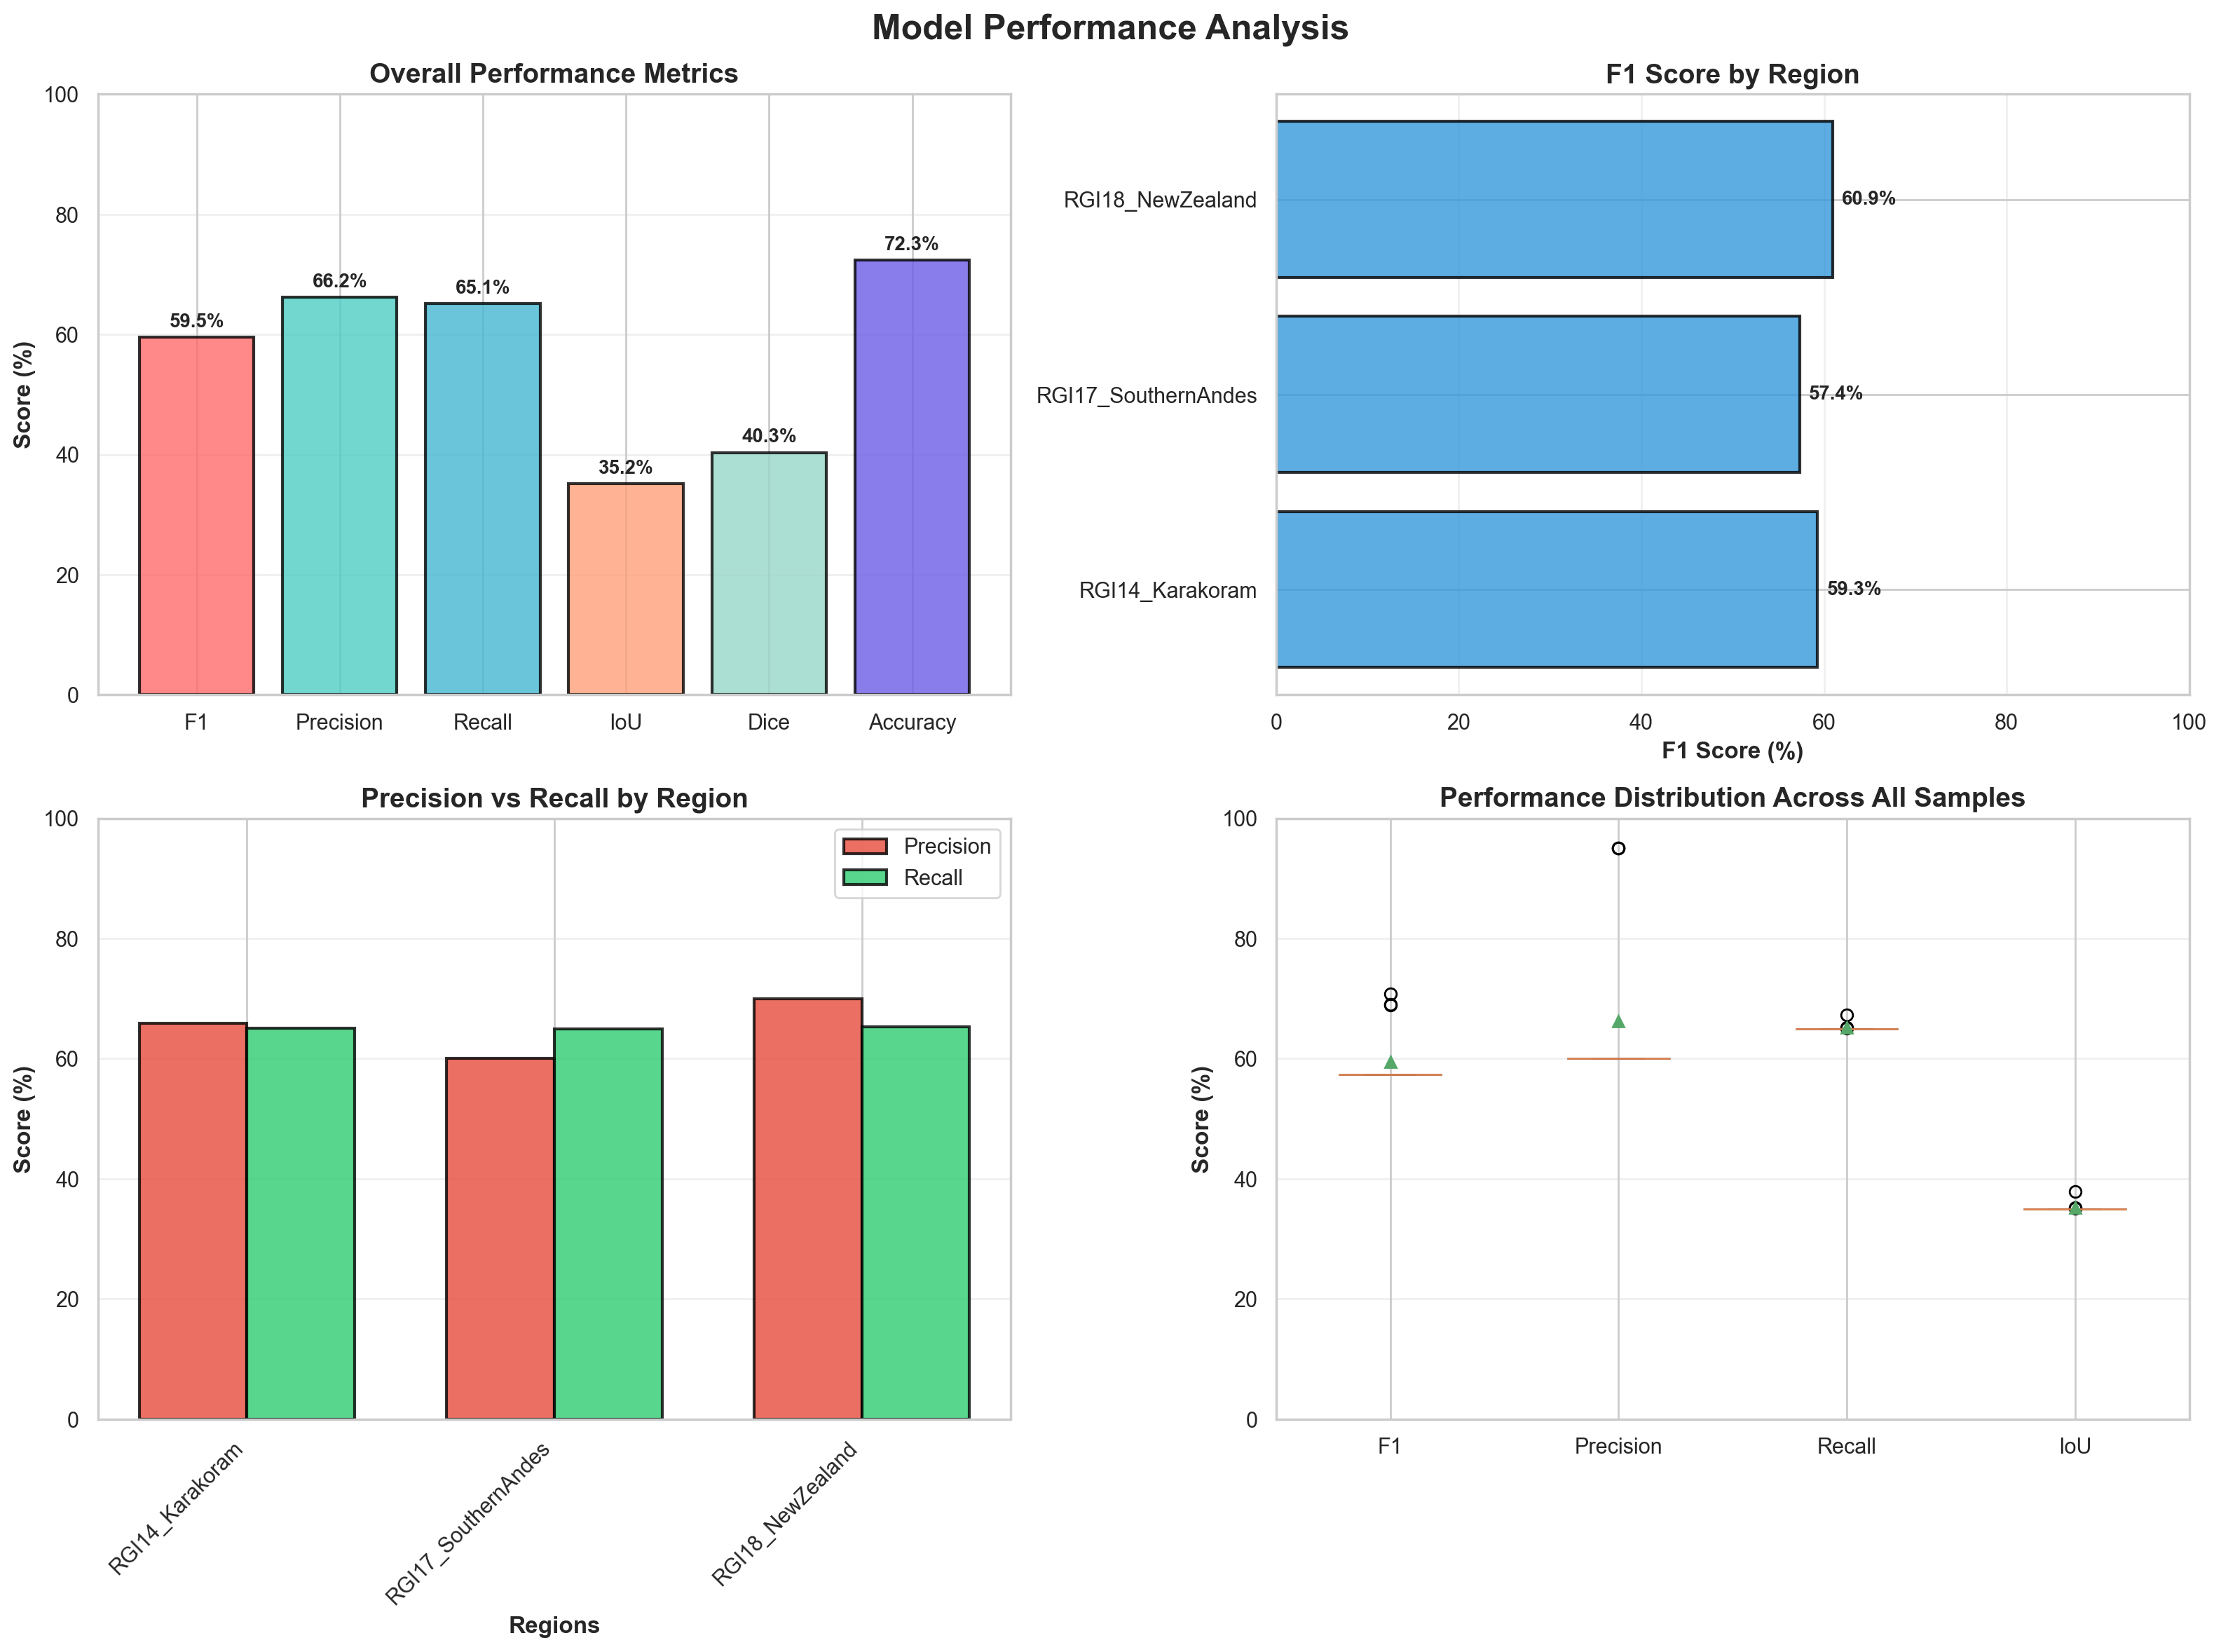 Model Performance Analysis
Overall Performance Metrics
100
80
60
40
20
0
Score (%)
59.5%
66.2%
65.1%
35.2%
40.3%
72.3%
F1 Precision Recall IoU Dice Accuracy
F1 Score by Region
RGI18_NewZealand
60.9%
RGI17_SouthernAndes
57.4%
RGI14_Karakoram
59.3%
0 20 40 60 80 100
F1 Score (%)
Precision vs Recall by Region
100
80
60
40
20
0
Score (%)
Precision
Recall
RGI14_Karakoram
RGI17_SouthernAndes
RGI18_NewZealand
Regions
Performance Distribution Across All Samples
100
80
60
40
20
0
Score (%)
F1 Precision Recall IoU